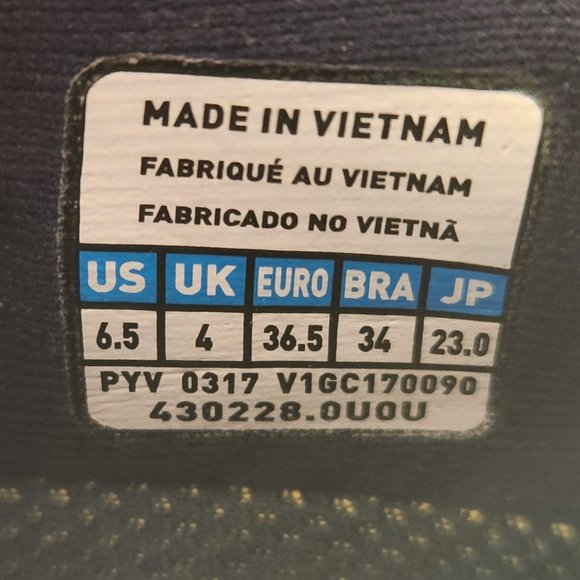 MADE IN VIETNAM
FABRIQUÉ AU VIETNAM
FABRICADO NO VIETNÃ
US UK EURO BRA JP
6.5 4 36.5 34 23.0
PYV 0317 V1GC170090
430228.0U0U